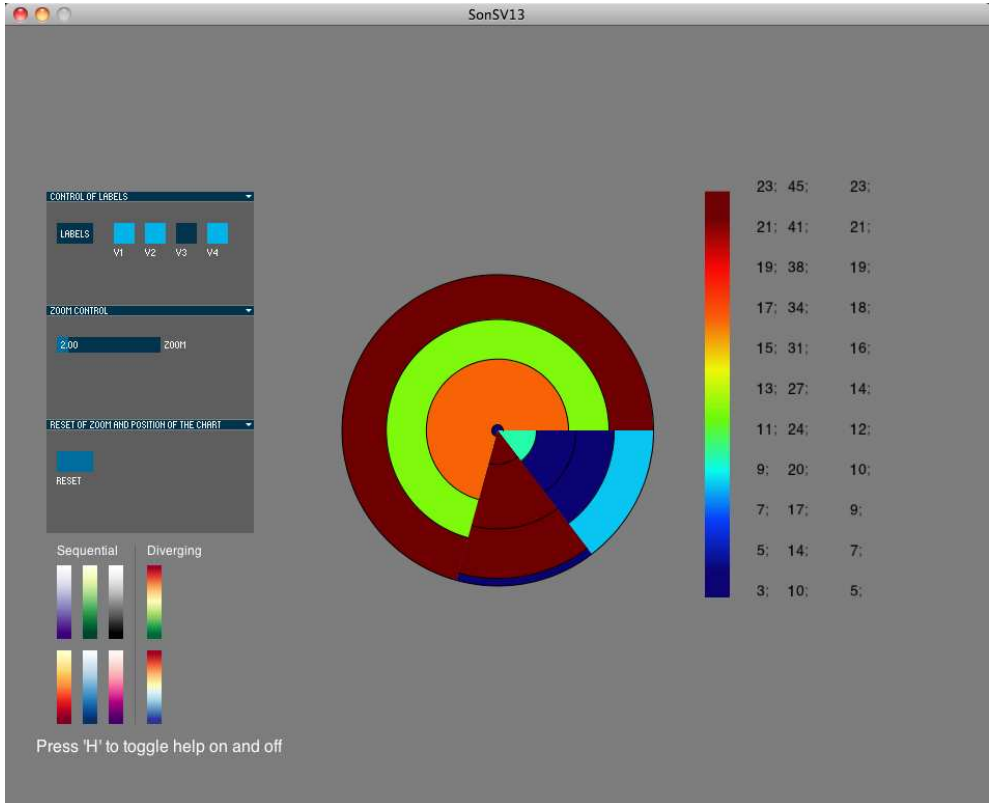 SonSV13
CONTROL OF LABELS
LABELS
V1 V2 V3 V4
ZOOM CONTROL
2.00 ZOOM
RESET OF ZOOM AND POSITION OF THE CHART
RESET
Sequential Diverging
Press 'H' to toggle help on and off
23; 45; 23;
21; 41; 21;
19; 38; 19;
17; 34; 18;
15; 31; 16;
13; 27; 14;
11; 24; 12;
9; 20; 10;
7; 17; 9;
5; 14; 7;
3; 10; 5;